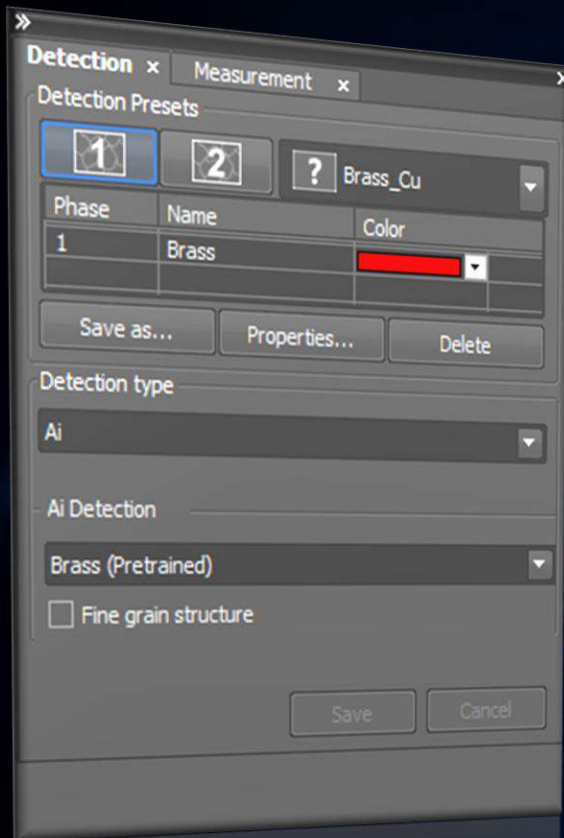 Detection
Measurement
Detection Presets
1
2
? Brass_Cu
Phase Name Color
1 Brass
Save as... Properties... Delete
Detection type
Ai
Ai Detection
Brass (Pretrained)
Fine grain structure
Save Cancel